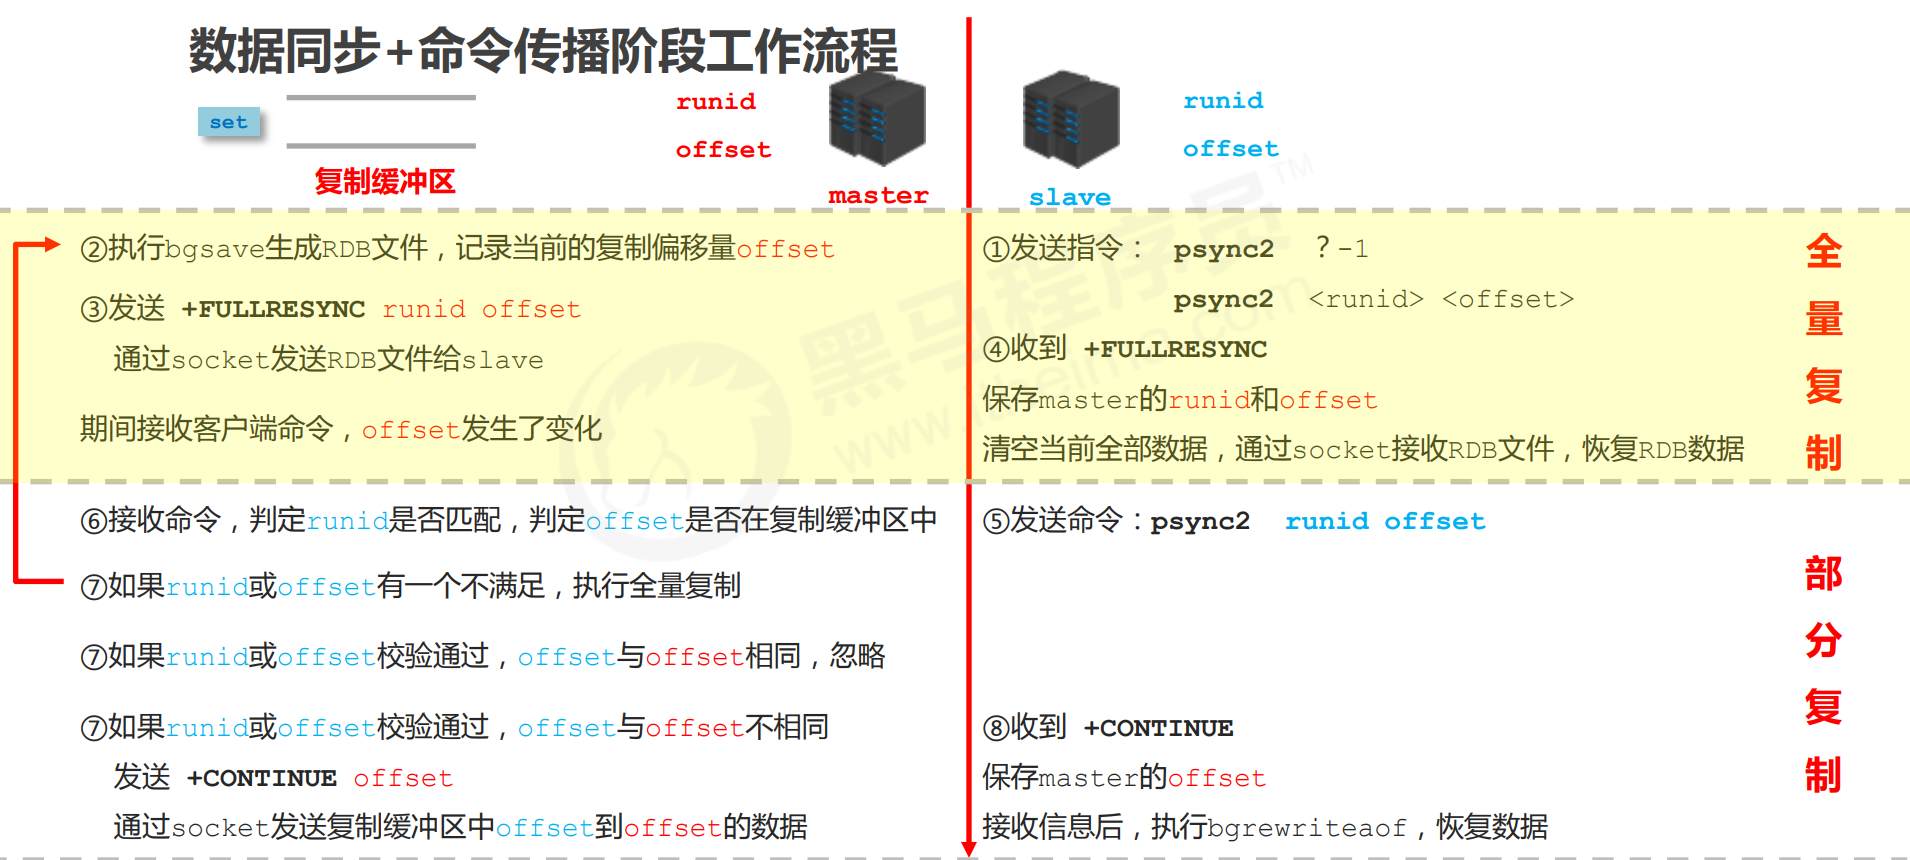 数据同步+命令传播阶段工作流程
set
复制缓冲区
runid
offset
master
runid
offset
slave
②执行bgsave生成RDB文件，记录当前的复制偏移量offset
③发送 +FULLRESYNC runid offset
通过socket发送RDB文件给slave
期间接收客户端命令，offset发生了变化
①发送指令： psync2 ？-1
psync2 <runid> <offset>
④收到 +FULLRESYNC
保存master的runid和offset
清空当前全部数据，通过socket接收RDB文件，恢复RDB数据
全量复制
⑥接收命令，判定runid是否匹配，判定offset是否在复制缓冲区中
⑦如果runid或offset有一个不满足，执行全量复制
⑦如果runid或offset校验通过，offset与offset相同，忽略
⑦如果runid或offset校验通过，offset与offset不相同
发送 +CONTINUE offset
通过socket发送复制缓冲区中offset到offset的数据
⑤发送命令：psync2 runid offset
⑧收到 +CONTINUE
保存master的offset
接收信息后，执行bgrewriteaof，恢复数据
部分复制
黑马程序员™
www.itheima.com